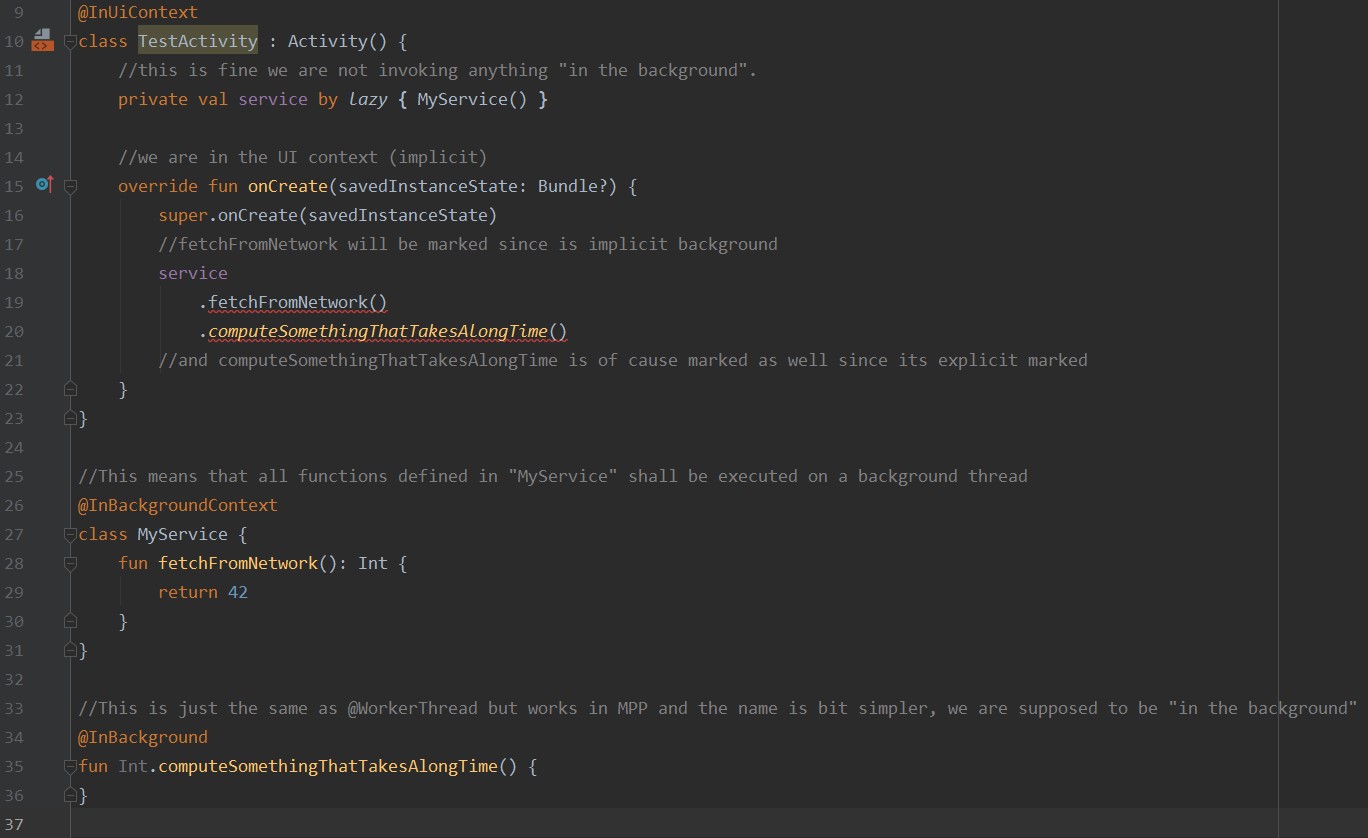 9 @InUiContext
10 class TestActivity : Activity() {
11 //this is fine we are not invoking anything "in the background".
12 private val service by lazy { MyService() }
13
14 //we are in the UI context (implicit)
15 override fun onCreate(savedInstanceState: Bundle?) {
16 super.onCreate(savedInstanceState)
17 //fetchFromNetwork will be marked since is implicit background
18 service
19 .fetchFromNetwork()
20 .computeSomethingThatTakesAlongTime()
21 //and computeSomethingThatTakesAlongTime is of cause marked as well since its explicit marked
22 }
23 }
24
25 //This means that all functions defined in "MyService" shall be executed on a background thread
26 @InBackgroundContext
27 class MyService {
28 fun fetchFromNetwork(): Int {
29 return 42
30 }
31 }
32
33 //This is just the same as @WorkerThread but works in MPP and the name is bit simpler, we are supposed to be "in the background"
34 @InBackground
35 fun Int.computeSomethingThatTakesAlongTime() {
36 }
37